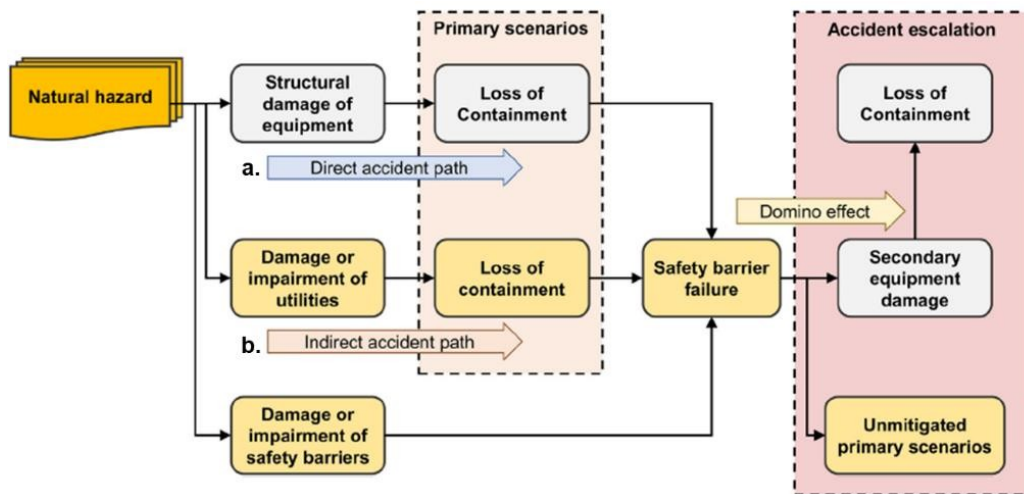 Primary scenarios
Accident escalation
Natural hazard
Structural
damage of
equipment
Loss of
Containment
Loss of
Containment
a.
Direct accident path
Domino effect
Damage or
impairment of
utilities
Loss of
containment
Safety barrier
failure
Secondary
equipment
damage
b.
Indirect accident path
Damage or
impairment of
safety barriers
Unmitigated
primary scenarios